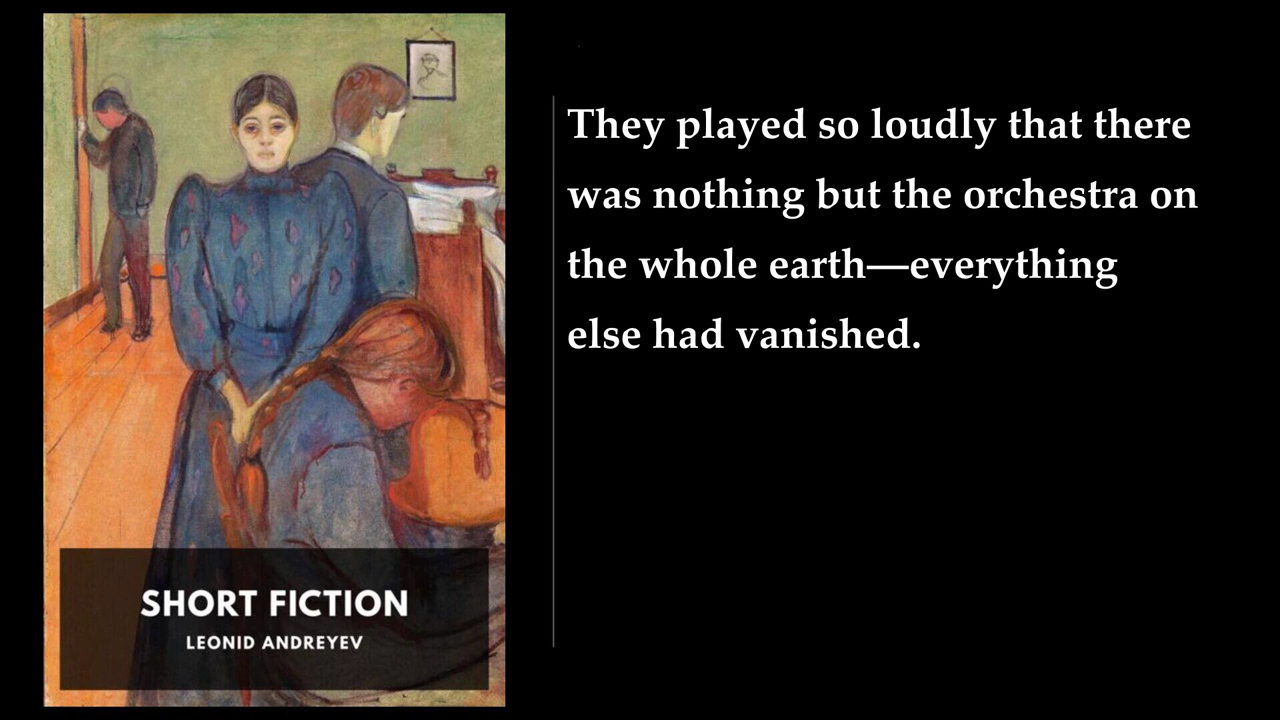 They played so loudly that there
was nothing but the orchestra on
the whole earth—everything
else had vanished.
SHORT FICTION
LEONID ANDREYEV